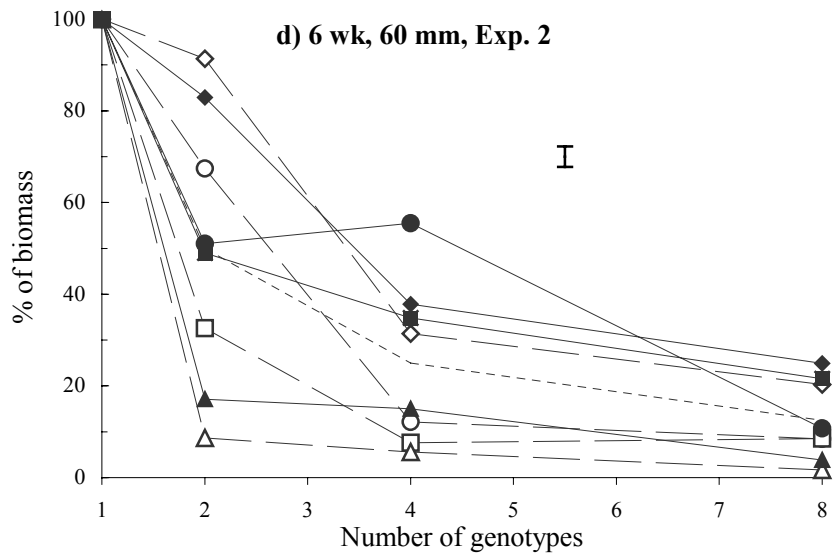 d) 6 wk, 60 mm, Exp. 2
% of biomass
100
80
60
40
20
0
1 2 3 4 5 6 7 8
Number of genotypes